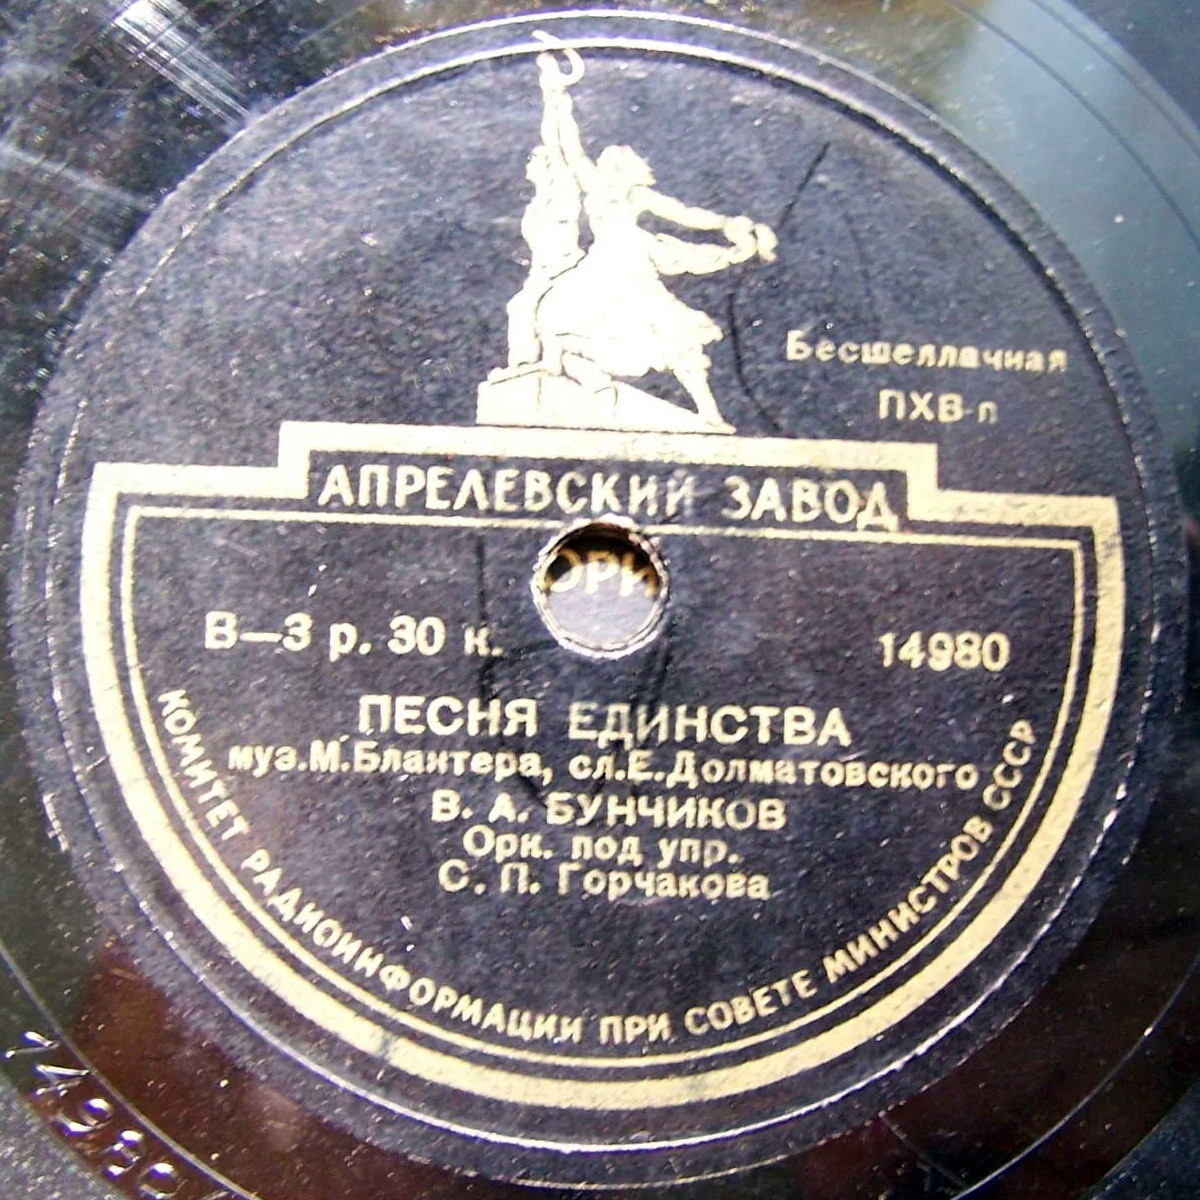 Бесшеллачная
ПХВ-п
АПРЕЛЕВСКИЙ ЗАВОД
ОРИ
В—3 р. 30 к.
14980
ПЕСНЯ ЕДИНСТВА
муз.М.Блантера, сл.Е.Долматовского
В. А. БУНЧИКОВ
Орк. под упр.
С. П. Горчакова
КОМИТЕТ РАДИОИНФОРМАЦИИ ПРИ СОВЕТЕ МИНИСТРОВ СССР